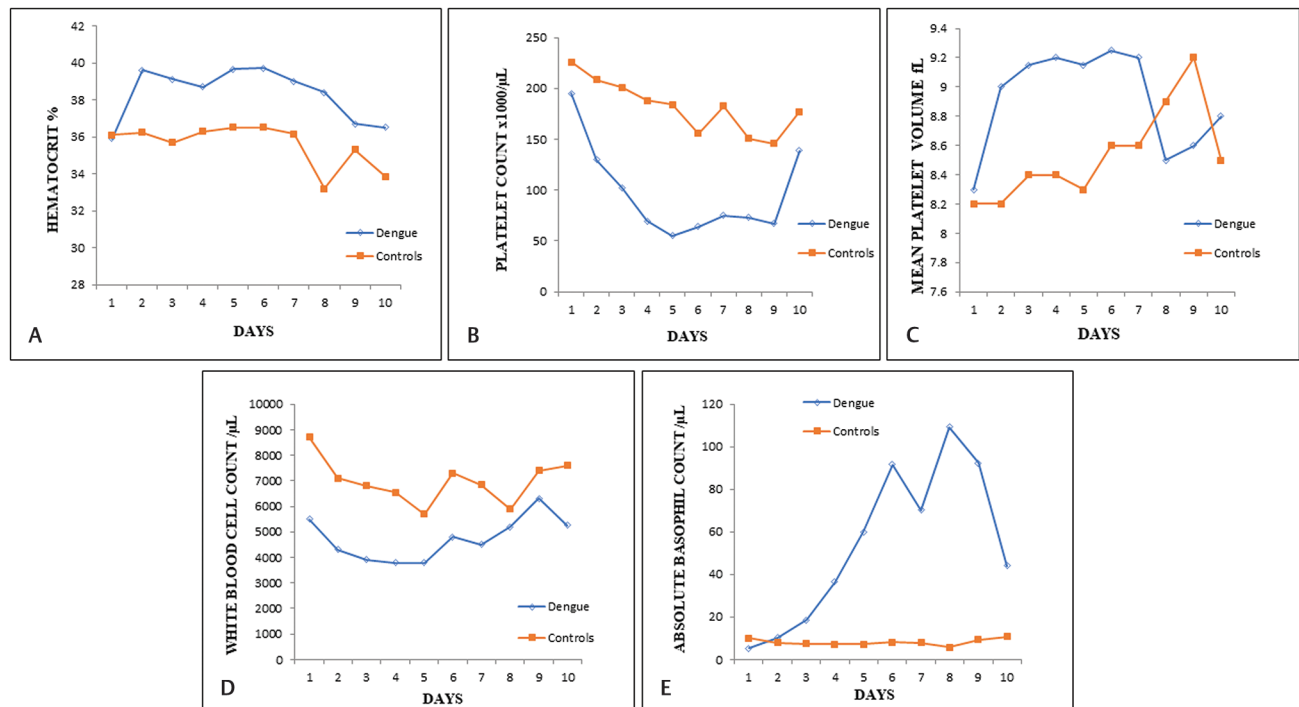 HEMATOCRIT %
42
40
38
36
34
32
30
28
1 2 3 4 5 6 7 8 9 10
DAYS
Dengue
Controls
A
PLATELET COUNT x1000/µL
250
200
150
100
50
0
1 2 3 4 5 6 7 8 9 10
DAYS
Dengue
Controls
B
MEAN PLATELET VOLUME fL
9.4
9.2
9
8.8
8.6
8.4
8.2
8
7.8
7.6
1 2 3 4 5 6 7 8 9 10
DAYS
Dengue
Controls
C
WHITE BLOOD CELL COUNT /µL
10000
9000
8000
7000
6000
5000
4000
3000
2000
1000
0
1 2 3 4 5 6 7 8 9 10
DAYS
Dengue
Controls
D
ABSOLUTE BASOPHIL COUNT/µL
120
100
80
60
40
20
0
1 2 3 4 5 6 7 8 9 10
DAYS
Dengue
Controls
E